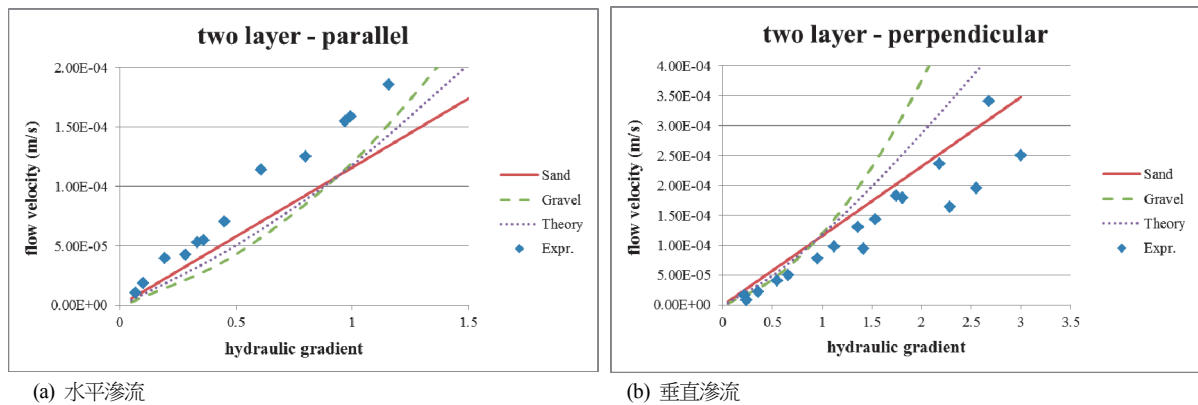 two layer - parallel
flow velocity (m/s)
2.00E-04
1.50E-04
1.00E-04
5.00E-05
0.00E+00
0
0.5
1
1.5
hydraulic gradient
Sand
Gravel
Theory
Expr.
(a) 水平滲流
two layer - perpendicular
flow velocity (m/s)
4.00E-04
3.50E-04
3.00E-04
2.50E-04
2.00E-04
1.50E-04
1.00E-04
5.00E-05
0.00E+00
0
0.5
1
1.5
2
2.5
3
3.5
hydraulic gradient
Sand
Gravel
Theory
Expr.
(b) 垂直滲流